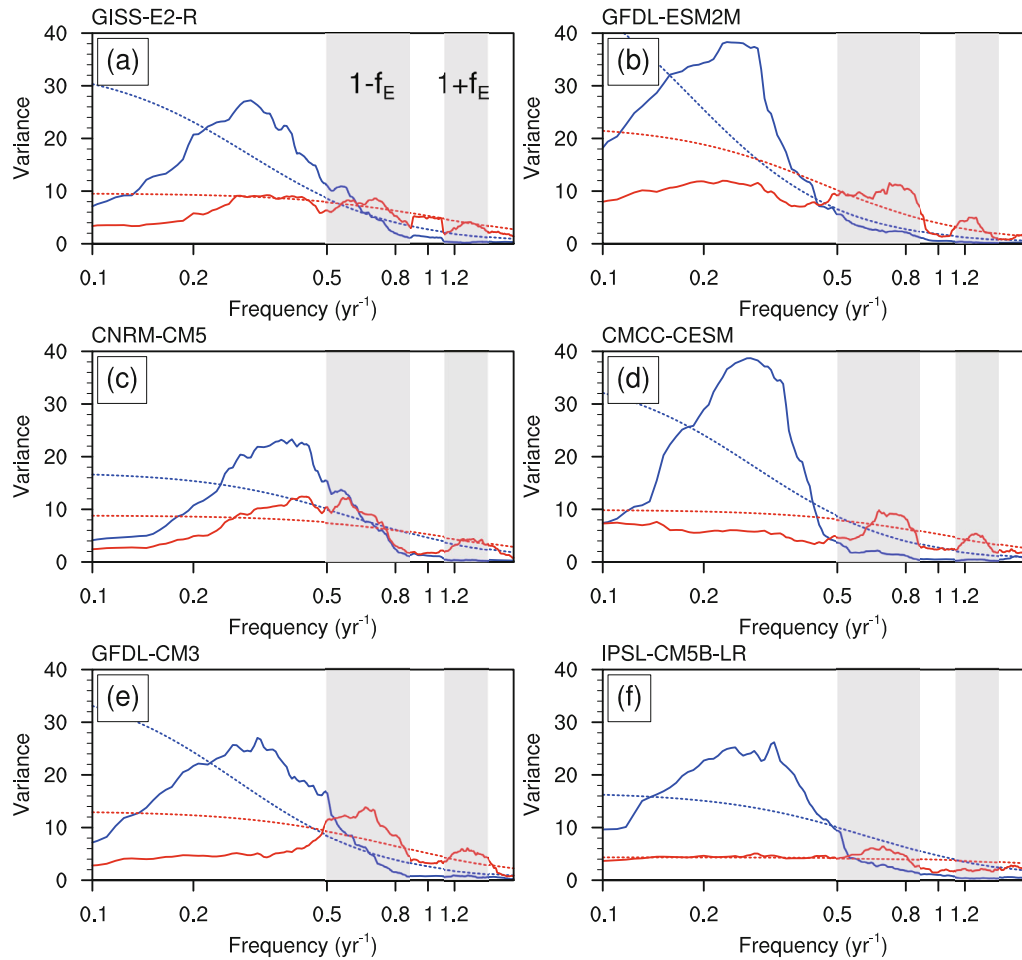 GISS-E2-R
GFDL-ESM2M
40
30
20
10
0
Variance
(a)
1-fE
1+fE
0.1 0.2 0.5 0.8 1 1.2
Frequency (yr-1)
40
30
20
10
0
Variance
(b)
0.1 0.2 0.5 0.8 1 1.2
Frequency (yr-1)
CNRM-CM5
CMCC-CESM
40
30
20
10
0
Variance
(c)
0.1 0.2 0.5 0.8 1 1.2
Frequency (yr-1)
40
30
20
10
0
Variance
(d)
0.1 0.2 0.5 0.8 1 1.2
Frequency (yr-1)
GFDL-CM3
IPSL-CM5B-LR
40
30
20
10
0
Variance
(e)
0.1 0.2 0.5 0.8 1 1.2
Frequency (yr-1)
40
30
20
10
0
Variance
(f)
0.1 0.2 0.5 0.8 1 1.2
Frequency (yr-1)